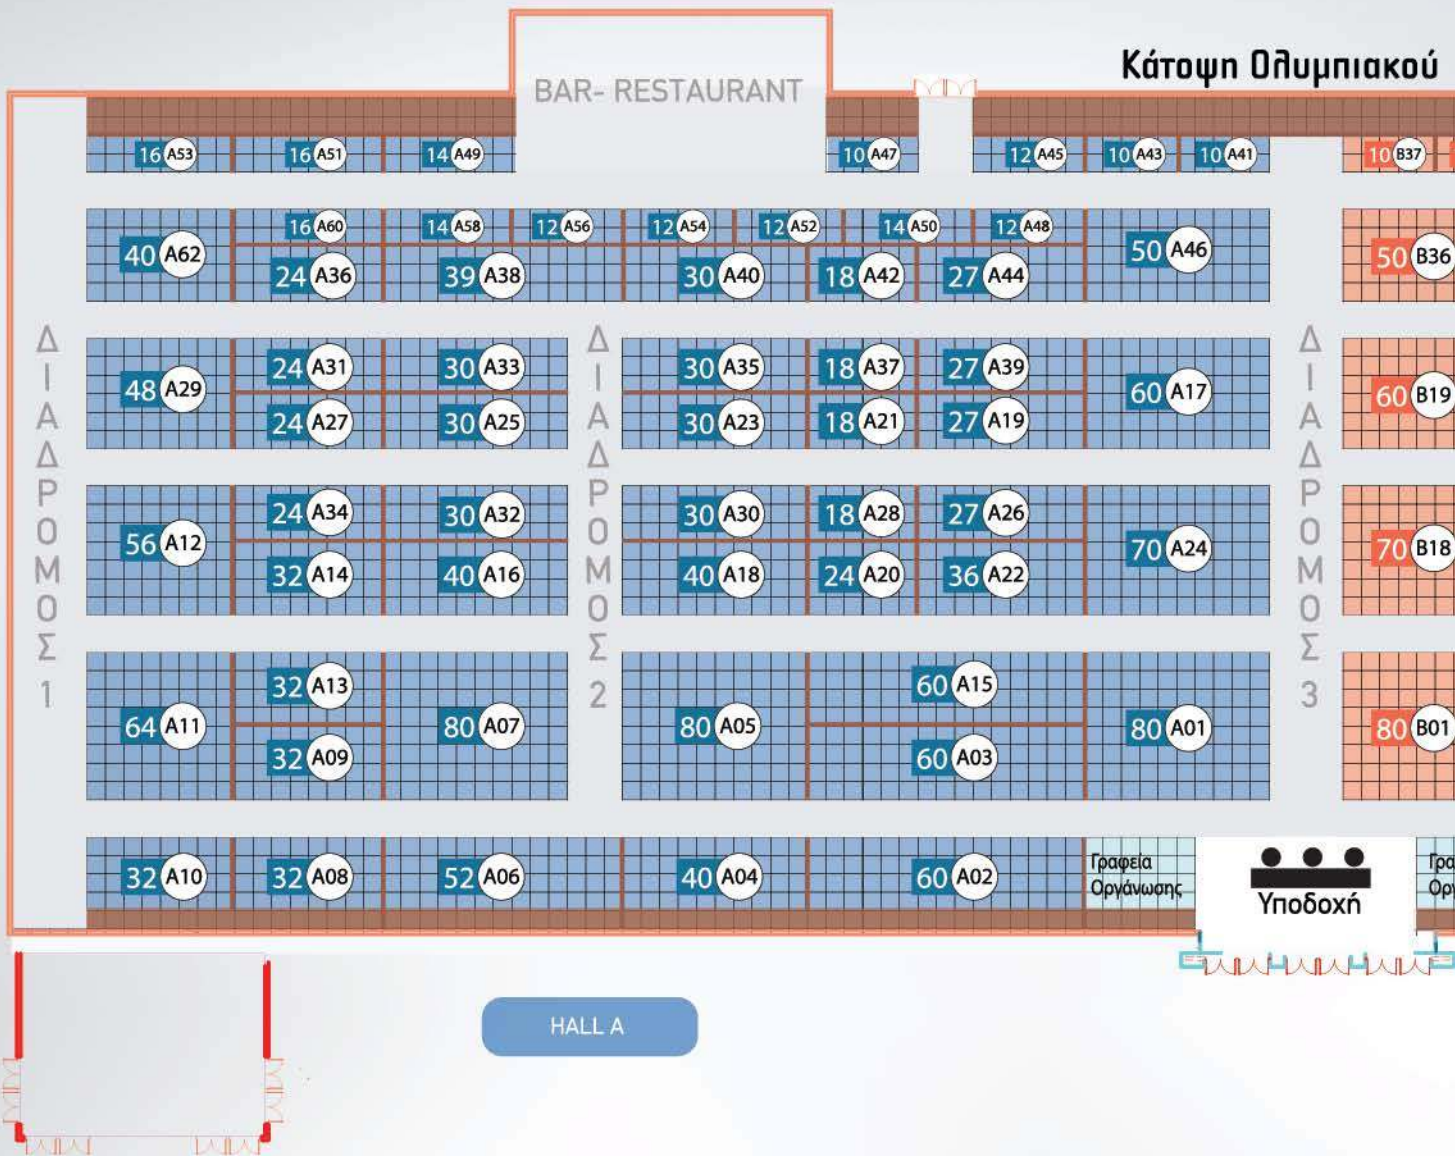 Κάτοψη Ολυμπιακού
BAR- RESTAURANT
16 A53 16 A51 14 A49 10 A47 12 A45 10 A43 10 A41 10 B37
16 A60 14 A58 12 A56 12 A54 12 A52 14 A50 12 A48
40 A62 50 A46 50 B36
24 A36 39 A38 30 A40 18 A42 27 A44
24 A31 30 A33 30 A35 18 A37 27 A39
48 A29 60 A17 60 B19
24 A27 30 A25 30 A23 18 A21 27 A19
24 A34 30 A32 30 A30 18 A28 27 A26
56 A12 70 A24 70 B18
32 A14 40 A16 40 A18 24 A20 36 A22
32 A13 60 A15
64 A11 80 A07 80 A05 80 A01 80 B01
32 A09 60 A03
ΔΙΑΔΡΟΜΟΣ 1
ΔΙΑΔΡΟΜΟΣ 2
ΔΙΑΔΡΟΜΟΣ 3
32 A10 32 A08 52 A06 40 A04 60 A02
Γραφεία
Οργάνωσης
Υποδοχή
HALL A